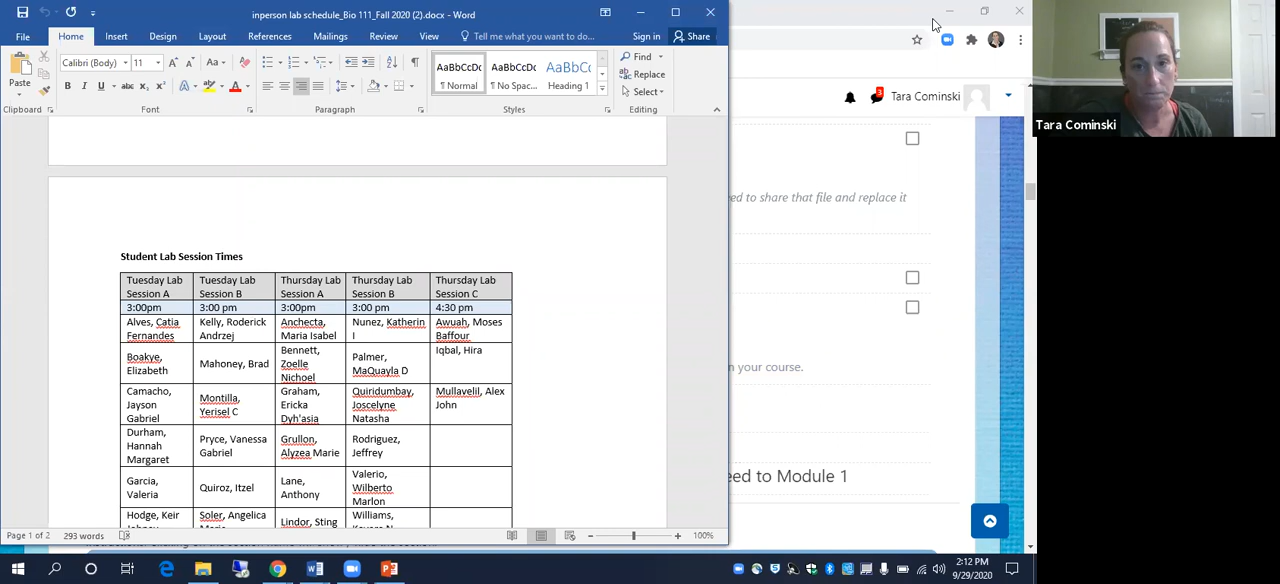 inperson lab schedule_Bio 111_Fall 2020 (2).docx - Word
File Home Insert Design Layout References Mailings Review View Tell me what you want to do... Sign in Share
Paste
Calibri (Body) 11
Clipboard Font Paragraph Styles Editing
AaBbCcDc AaBbCcDc AaBbC
¶ Normal ¶ No Spac... Heading 1
Find
Replace
Select
Tara Cominski
3
Tara Cominski
Student Lab Session Times
Tuesday Lab Session A
Tuesday Lab Session B
Thursday Lab Session A
Thursday Lab Session B
Thursday Lab Session C
3:00pm 3:00 pm 3:00pm 3:00 pm 4:30 pm
Alves, Catia Fernandes
Kelly, Roderick Andrzej
Anchecta, Maria Isabel
Nunez, Katherin I
Awuah, Moses Baffour
Boakye, Elizabeth
Mahoney, Brad
Bennett, Zoelle Nichoel
Palmer, MaQuayla D
Iqbal, Hira
Camacho, Jayson Gabriel
Montilla, Yerisel C
Graham, Ericka Dyh'asia
Quiridumbay, Joscelyne Natasha
Mullavelil, Alex John
Durham, Hannah Margaret
Pryce, Vanessa Gabriel
Grullon, Alyzea Marie
Rodriguez, Jeffrey
Garcia, Valeria
Quiroz, Itzel
Lane, Anthony
Valerio, Wilberto Marlon
Hodge, Keir
Soler, Angelica
Lindor, Sting
Williams,
ed to share that file and replace it
n your course.
eed to Module 1
Page 1 of 2 293 words 100%
2:12 PM
9/29/2020